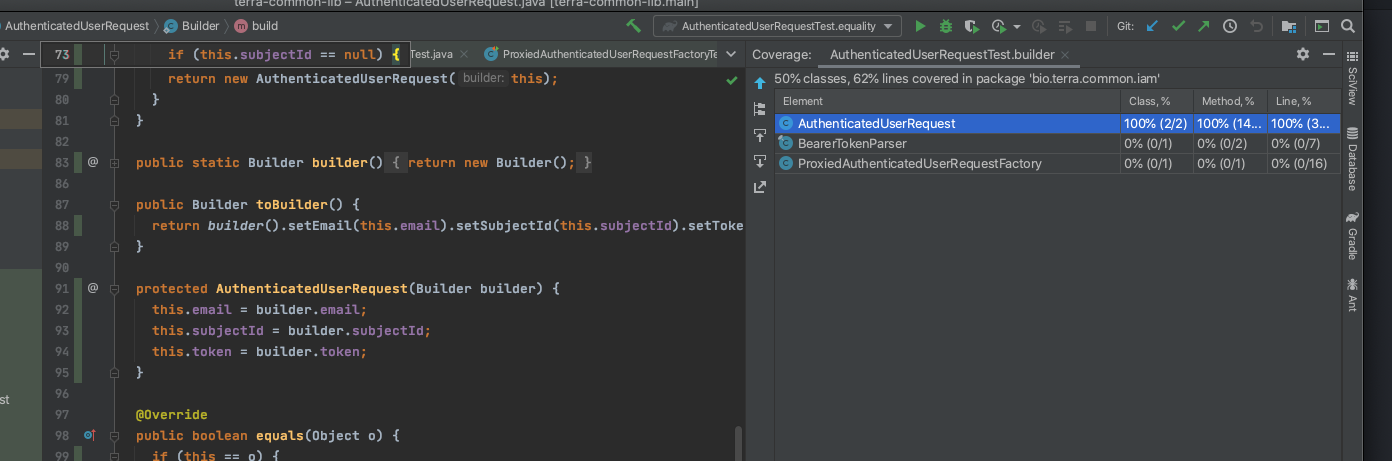 terra-common-lib – AuthenticatedUserRequest.java [terra-common-lib.main]
AuthenticatedUserRequest Builder build
AuthenticatedUserRequestTest.equality
Git:
73 if (this.subjectId == null) {
Test.java
ProxiedAuthenticatedUserRequestFactoryTe
79 return new AuthenticatedUserRequest( builder: this);
80 }
81 }
82
83 @ public static Builder builder() { return new Builder(); }
86
87 public Builder toBuilder() {
88 return builder().setEmail(this.email).setSubjectId(this.subjectId).setToke
89 }
90
91 @ protected AuthenticatedUserRequest(Builder builder) {
92 this.email = builder.email;
93 this.subjectId = builder.subjectId;
94 this.token = builder.token;
95 }
96
97 @Override
98 public boolean equals(Object o) {
99 if (this == o) {
st
Coverage: AuthenticatedUserRequestTest.builder
50% classes, 62% lines covered in package 'bio.terra.common.iam'
Element Class, % Method, % Line, %
AuthenticatedUserRequest 100% (2/2) 100% (14... 100% (3...
BearerTokenParser 0% (0/1) 0% (0/2) 0% (0/7)
ProxiedAuthenticatedUserRequestFactory 0% (0/1) 0% (0/1) 0% (0/16)
SciView
Database
Gradle
Ant